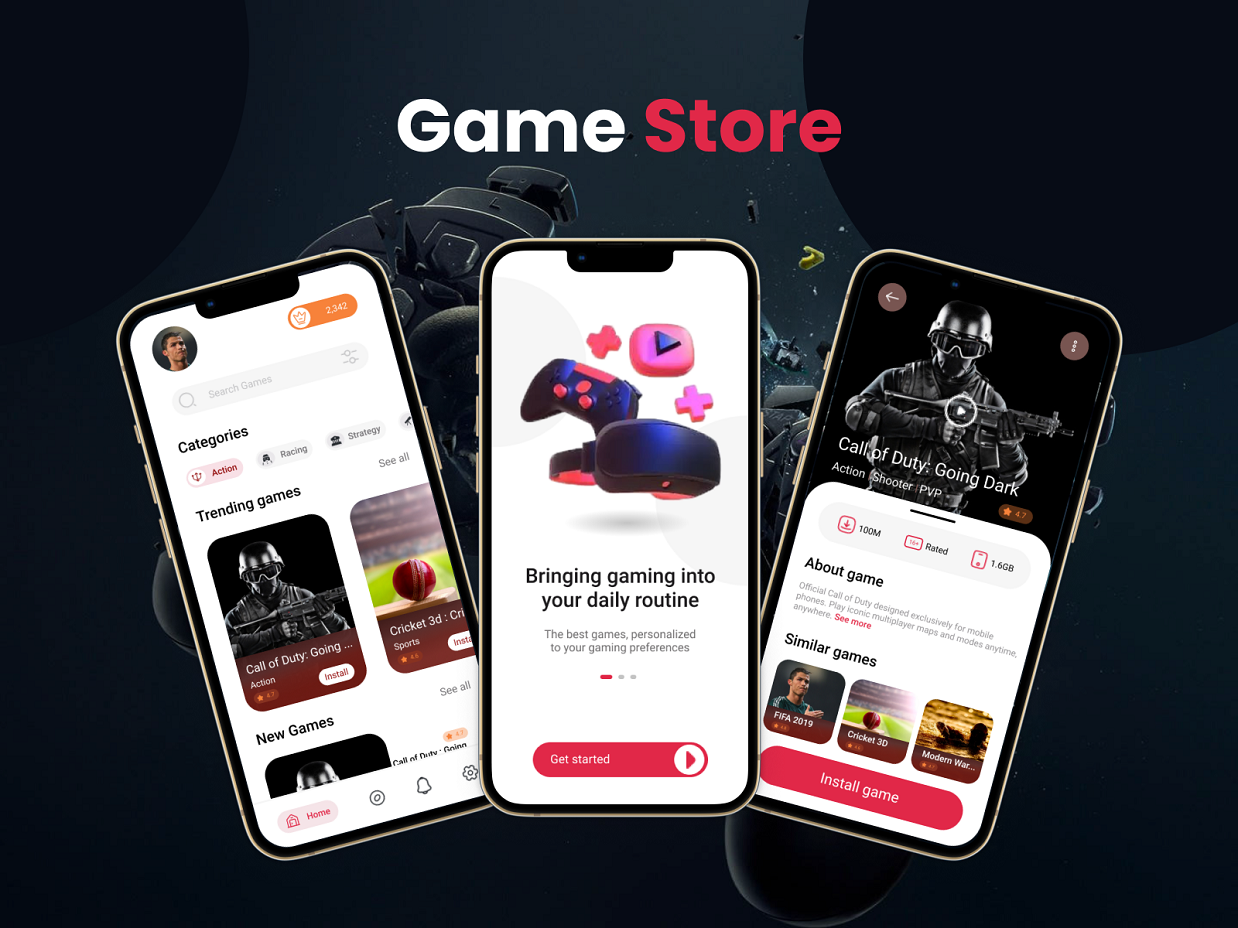 Game Store
2,342
Search Games
Categories
Action
Racing
Strategy
See all
Trending games
Call of Duty: Going ...
Action
4.7
Install
Cricket 3d : Cri
Sports
4.6
Insta
See all
New Games
4.7
Call of Duty : Going
Home
Bringing gaming into
your daily routine
The best games, personalized
to your gaming preferences
Get started
Call of Duty: Going Dark
Action Shooter PVP
4.7
100M
16+
Rated
1.6GB
About game
Official Call of Duty designed exclusively for mobile
phones. Play iconic multiplayer maps and modes anytime,
anywhere. See more
Similar games
FIFA 2019
Cricket 3D
Modern War...
Install game